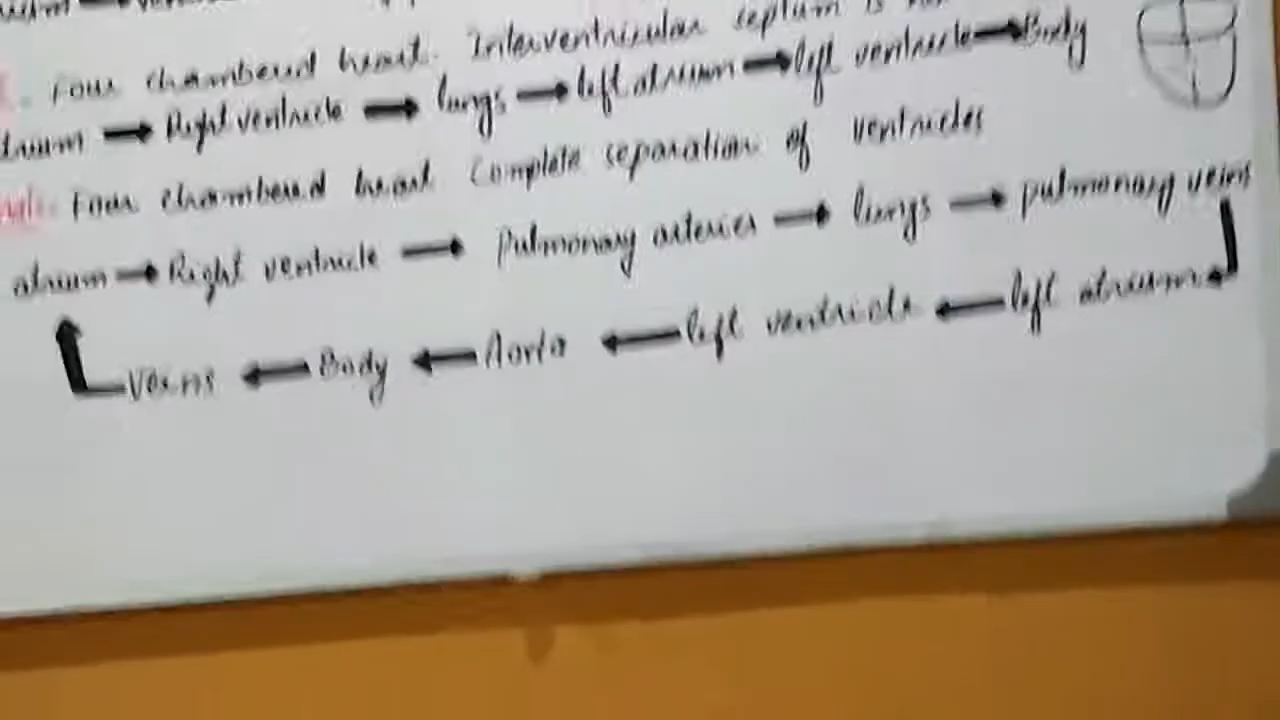 Four chambered heart. Interventricular septum is
atrium → Right ventricle → lungs → left atrium → left ventricle → Body
Four chambered heart Complete separation of ventricles
atrium → Right ventricle → Pulmonary arteries → lungs → pulmonary veins
Veins ← Body ← Aorta ← left ventricle ← left atrium